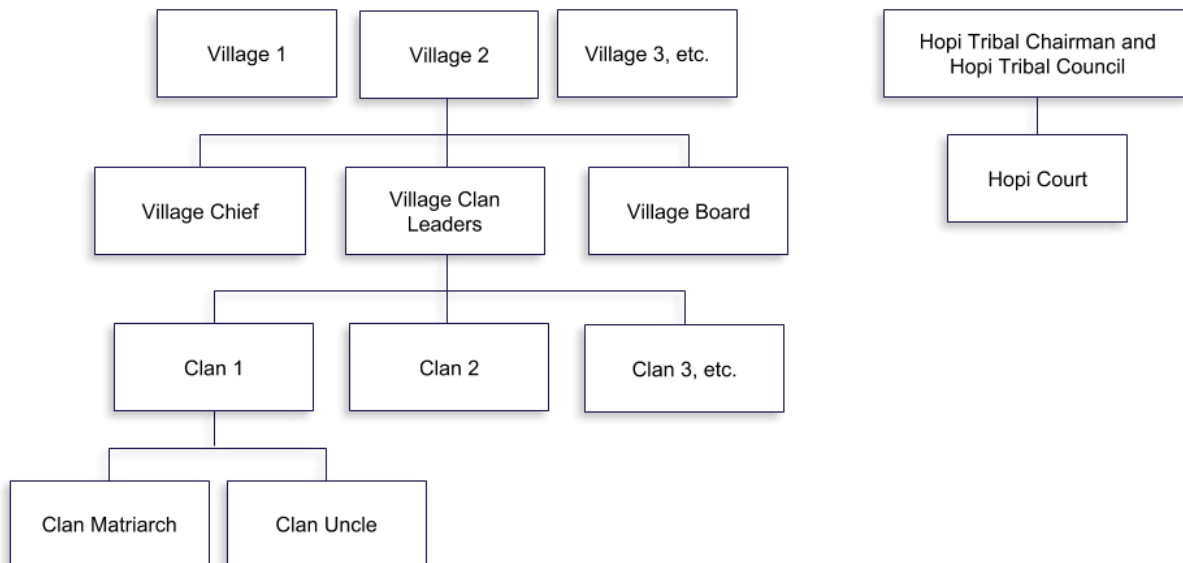 Village 1
Village 2
Village 3, etc.
Hopi Tribal Chairman and
Hopi Tribal Council
Village Chief
Village Clan
Leaders
Village Board
Hopi Court
Clan 1
Clan 2
Clan 3, etc.
Clan Matriarch
Clan Uncle